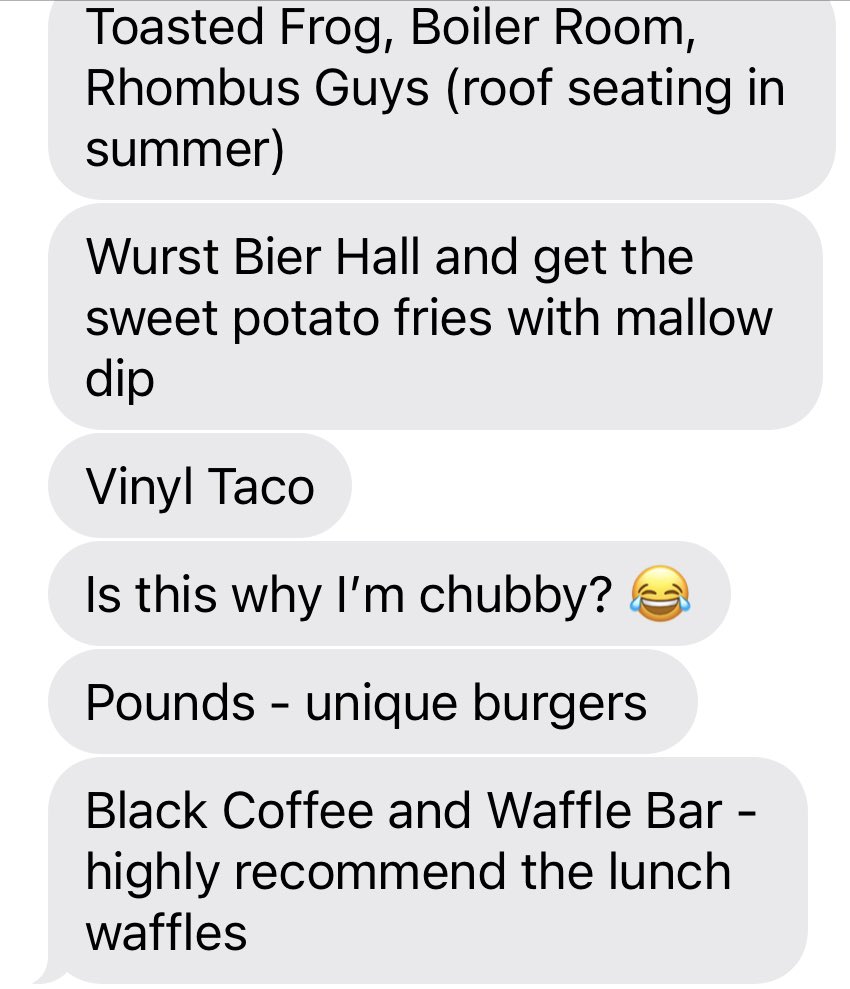 Toasted Frog, Boiler Room,
Rhombus Guys (roof seating in
summer)
Wurst Bier Hall and get the
sweet potato fries with mallow
dip
Vinyl Taco
Is this why I’m chubby? 😂
Pounds - unique burgers
Black Coffee and Waffle Bar -
highly recommend the lunch
waffles